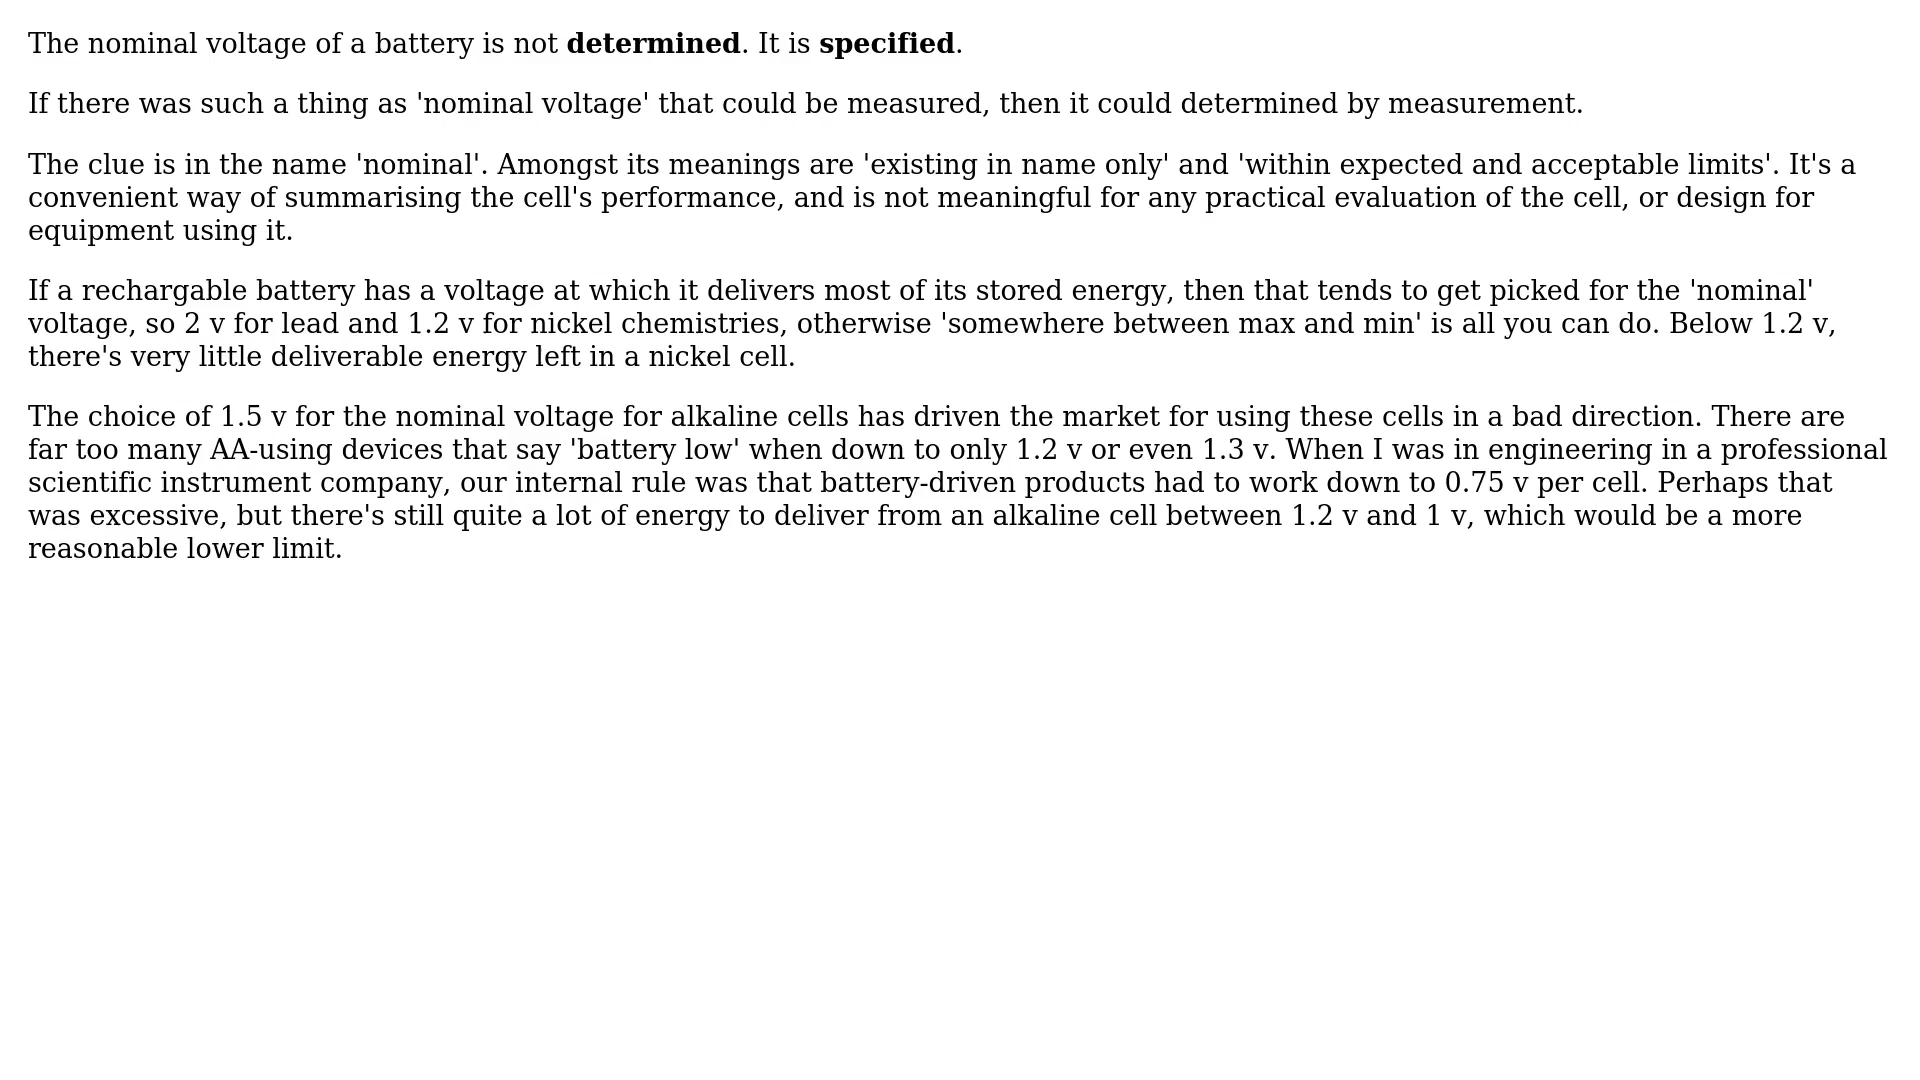 The nominal voltage of a battery is not determined. It is specified.
If there was such a thing as 'nominal voltage' that could be measured, then it could determined by measurement.
The clue is in the name 'nominal'. Amongst its meanings are 'existing in name only' and 'within expected and acceptable limits'. It's a
convenient way of summarising the cell's performance, and is not meaningful for any practical evaluation of the cell, or design for
equipment using it.
If a rechargable battery has a voltage at which it delivers most of its stored energy, then that tends to get picked for the 'nominal'
voltage, so 2 v for lead and 1.2 v for nickel chemistries, otherwise 'somewhere between max and min' is all you can do. Below 1.2 v,
there's very little deliverable energy left in a nickel cell.
The choice of 1.5 v for the nominal voltage for alkaline cells has driven the market for using these cells in a bad direction. There are
far too many AA-using devices that say 'battery low' when down to only 1.2 v or even 1.3 v. When I was in engineering in a professional
scientific instrument company, our internal rule was that battery-driven products had to work down to 0.75 v per cell. Perhaps that
was excessive, but there's still quite a lot of energy to deliver from an alkaline cell between 1.2 v and 1 v, which would be a more
reasonable lower limit.